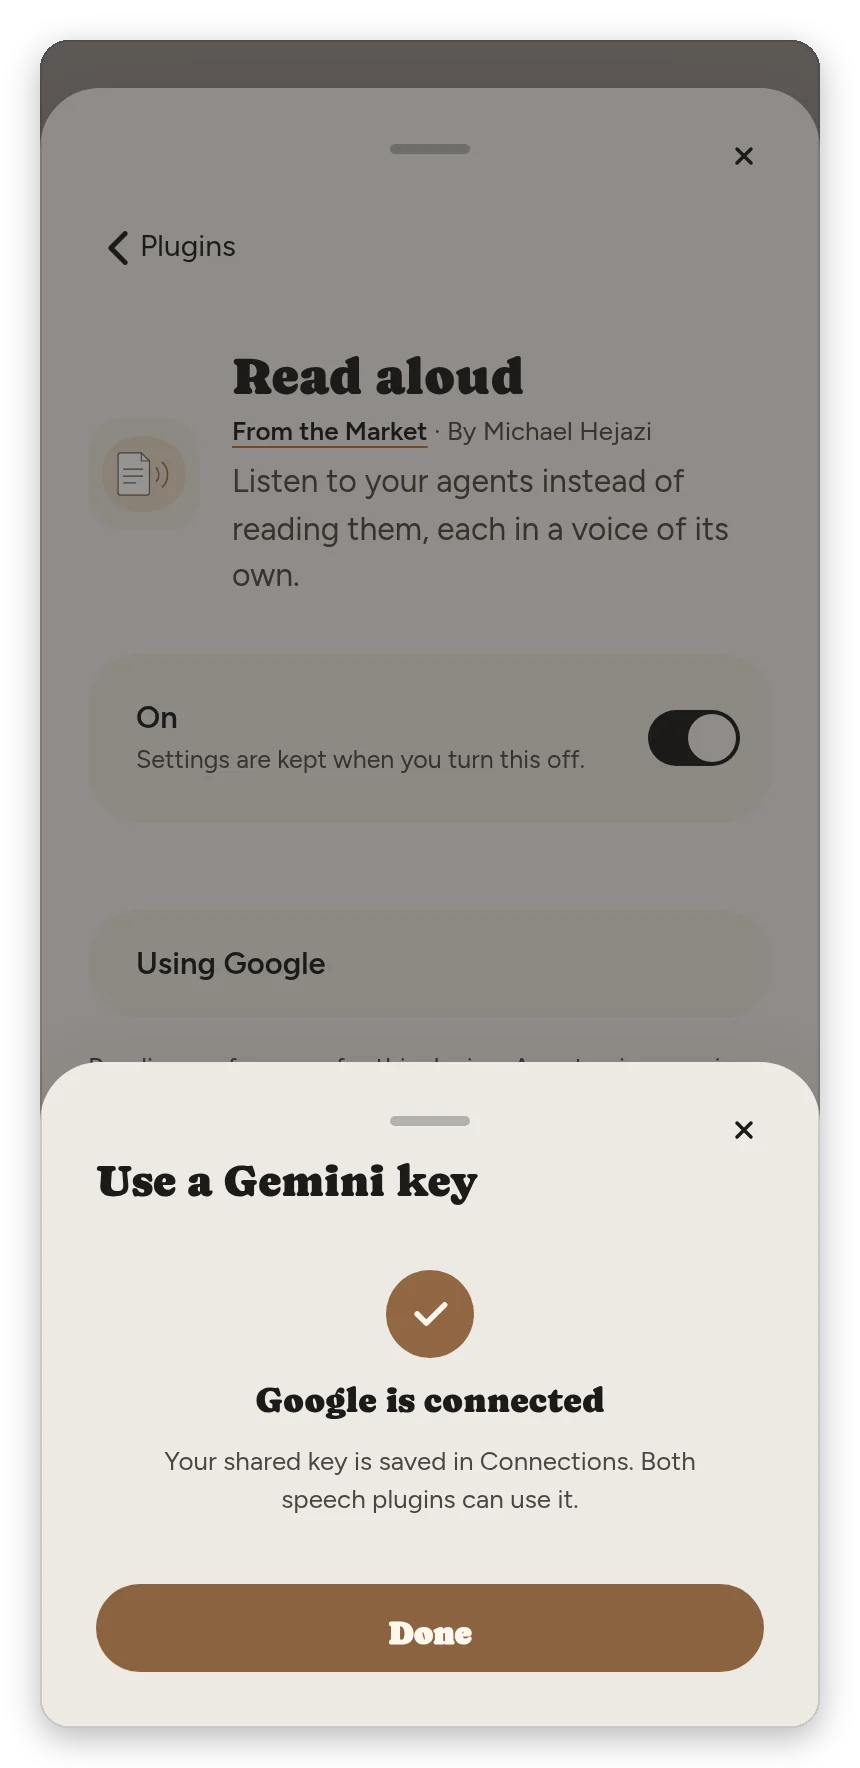 Plugins
Read aloud
From the Market · By Michael Hejazi
Listen to your agents instead of
reading them, each in a voice of its
own.
On
Settings are kept when you turn this off.
Using Google
Use a Gemini key
Google is connected
Your shared key is saved in Connections. Both
speech plugins can use it.
Done